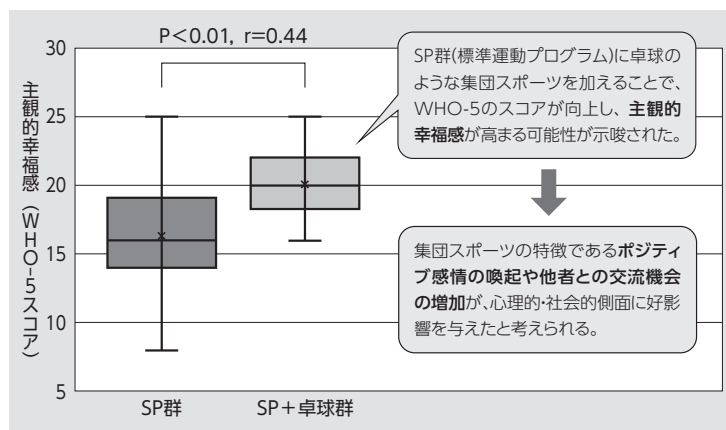 30
25
20
15
10
5
主観的幸福感（WHO-5スコア）
P<0.01, r=0.44
SP群
SP＋卓球群
SP群(標準運動プログラム)に卓球の
ような集団スポーツを加えることで、
WHO-5のスコアが向上し、主観的
幸福感が高まる可能性が示唆された。
集団スポーツの特徴であるポジティ
ブ感情の喚起や他者との交流機会
の増加が、心理的・社会的側面に好影
響を与えたと考えられる。